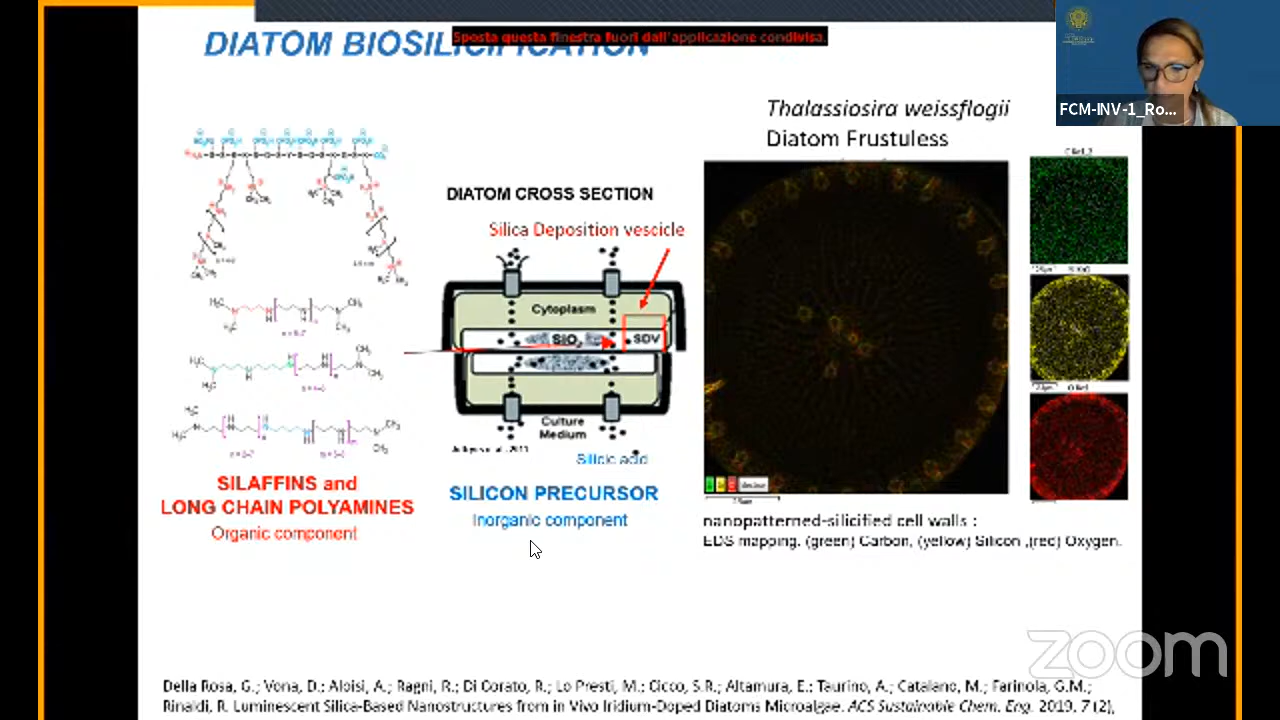 DIATOM BIOSILICIFICATION
Sposta questa finestra fuori dall'applicazione condivisa.
FCM-INV-1_Ro...
Thalassiosira weissflogii
Diatom Frustuless
DIATOM CROSS SECTION
Silica Deposition vescicle
Cytoplasm
SiO2
SDV
Culture
Medium
Silicic acid
SILAFFINS and
LONG CHAIN POLYAMINES
Organic component
SILICON PRECURSOR
Inorganic component
nanopatterned-silicified cell walls :
EDS mapping. (green) Carbon, (yellow) Silicon ,(red) Oxygen.
zoom
Della Rosa, G.; Vona, D.; Aloisi, A.; Ragni, R.; Di Corato, R.; Lo Presti, M.; Cicco, S.R.; Altamura, E.; Taurino, A.; Catalano, M.; Farinola, G.M.;
Rinaldi, R. Luminescent Silica-Based Nanostructures from in Vivo Iridium-Doped Diatoms Microalgae. ACS Sustainable Chem. Eng. 2019, 7 (2),